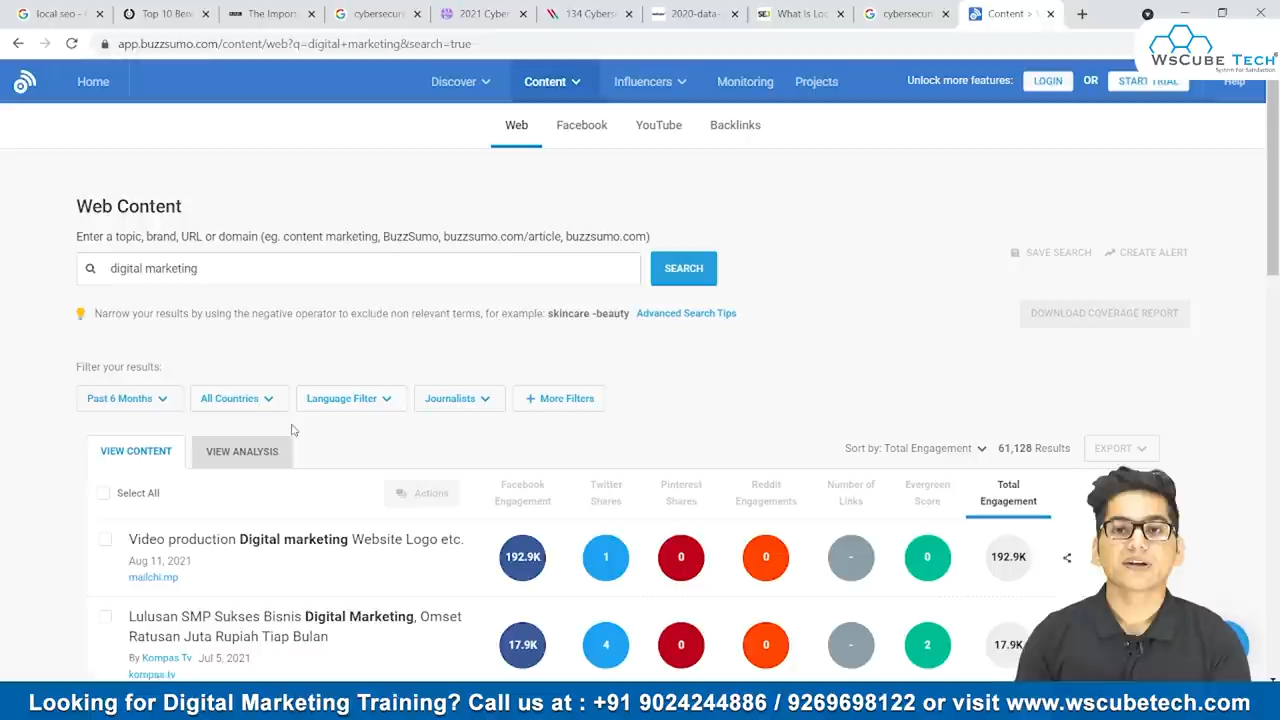 local seo - G
Top 10 Ben
The Impor
cybersecur
2021 Cyber
134 Cybers
2020-data-
What Is Lo
cybersecur
Content > V
app.buzzsumo.com/content/web?q=digital+marketing&search=true
WsCube Tech
System For Satisfaction
Home
Discover
Content
Influencers
Monitoring
Projects
Unlock more features:
LOGIN
OR
START TRIAL
Help
Web
Facebook
YouTube
Backlinks
Web Content
Enter a topic, brand, URL or domain (eg. content marketing, BuzzSumo, buzzsumo.com/article, buzzsumo.com)
digital marketing
SEARCH
SAVE SEARCH
CREATE ALERT
Narrow your results by using the negative operator to exclude non relevant terms, for example: skincare -beauty Advanced Search Tips
DOWNLOAD COVERAGE REPORT
Filter your results:
Past 6 Months
All Countries
Language Filter
Journalists
+ More Filters
VIEW CONTENT
VIEW ANALYSIS
Sort by: Total Engagement
61,128 Results
EXPORT
Select All
Actions
Facebook
Engagement
Twitter
Shares
Pinterest
Shares
Reddit
Engagements
Number of
Links
Evergreen
Score
Total
Engagement
Video production Digital marketing Website Logo etc.
Aug 11, 2021
mailchi.mp
192.9K
1
0
0
-
0
192.9K
Lulusan SMP Sukses Bisnis Digital Marketing, Omset
Ratusan Juta Rupiah Tiap Bulan
By Kompas Tv Jul 5, 2021
kompas.tv
17.9K
4
0
0
-
2
17.9K
Looking for Digital Marketing Training? Call us at : +91 9024244886 / 9269698122 or visit www.wscubetech.com